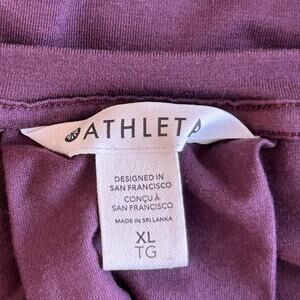 ATHLETA
DESIGNED IN
SAN FRANCISCO
CONÇU À
SAN FRANCISCO
MADE IN SRI LANKA
XL
TG